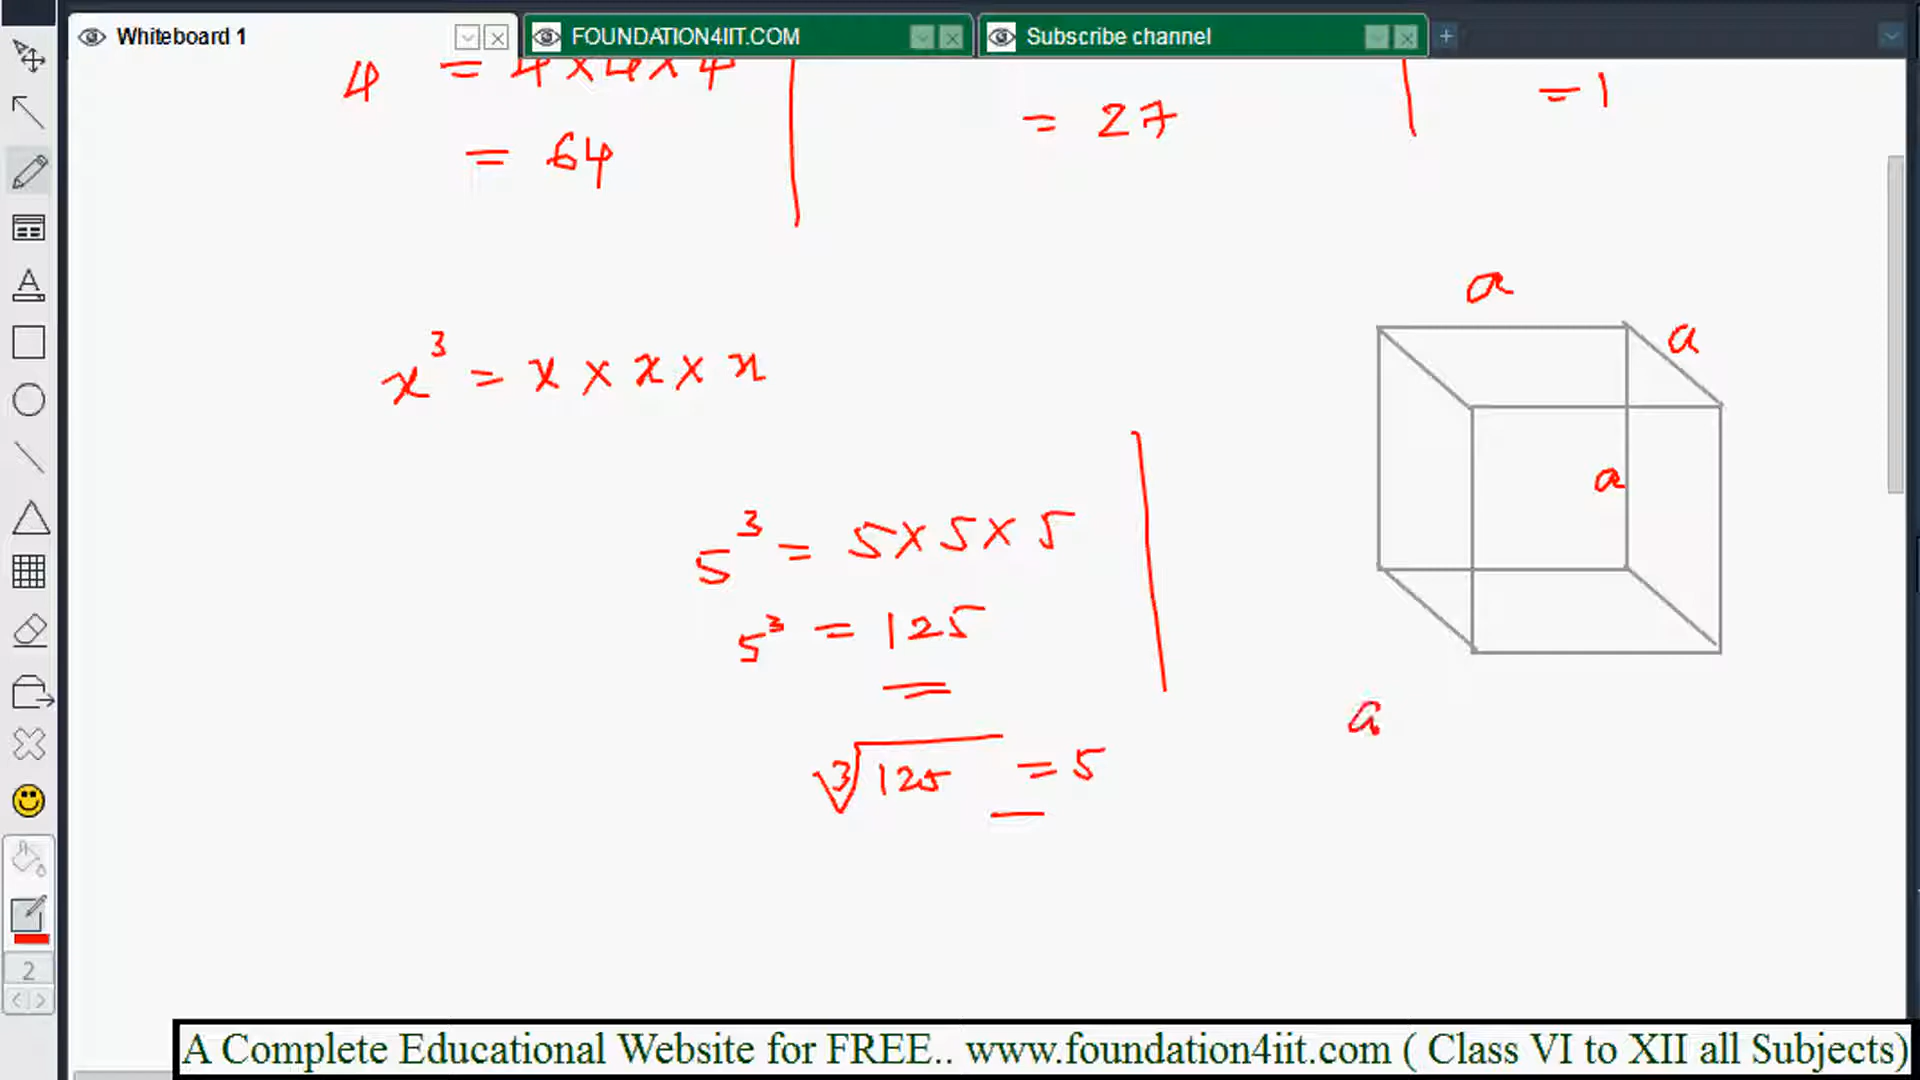 Whiteboard 1
FOUNDATION4IIT.COM
Subscribe channel
4 = 4 × 4 × 4
= 64
= 27
= 1
x³ = x × x × x
5³ = 5 × 5 × 5
5³ = 125
∛125 = 5
a
a
a
a
A
2
A Complete Educational Website for FREE.. www.foundation4iit.com ( Class VI to XII all Subjects)